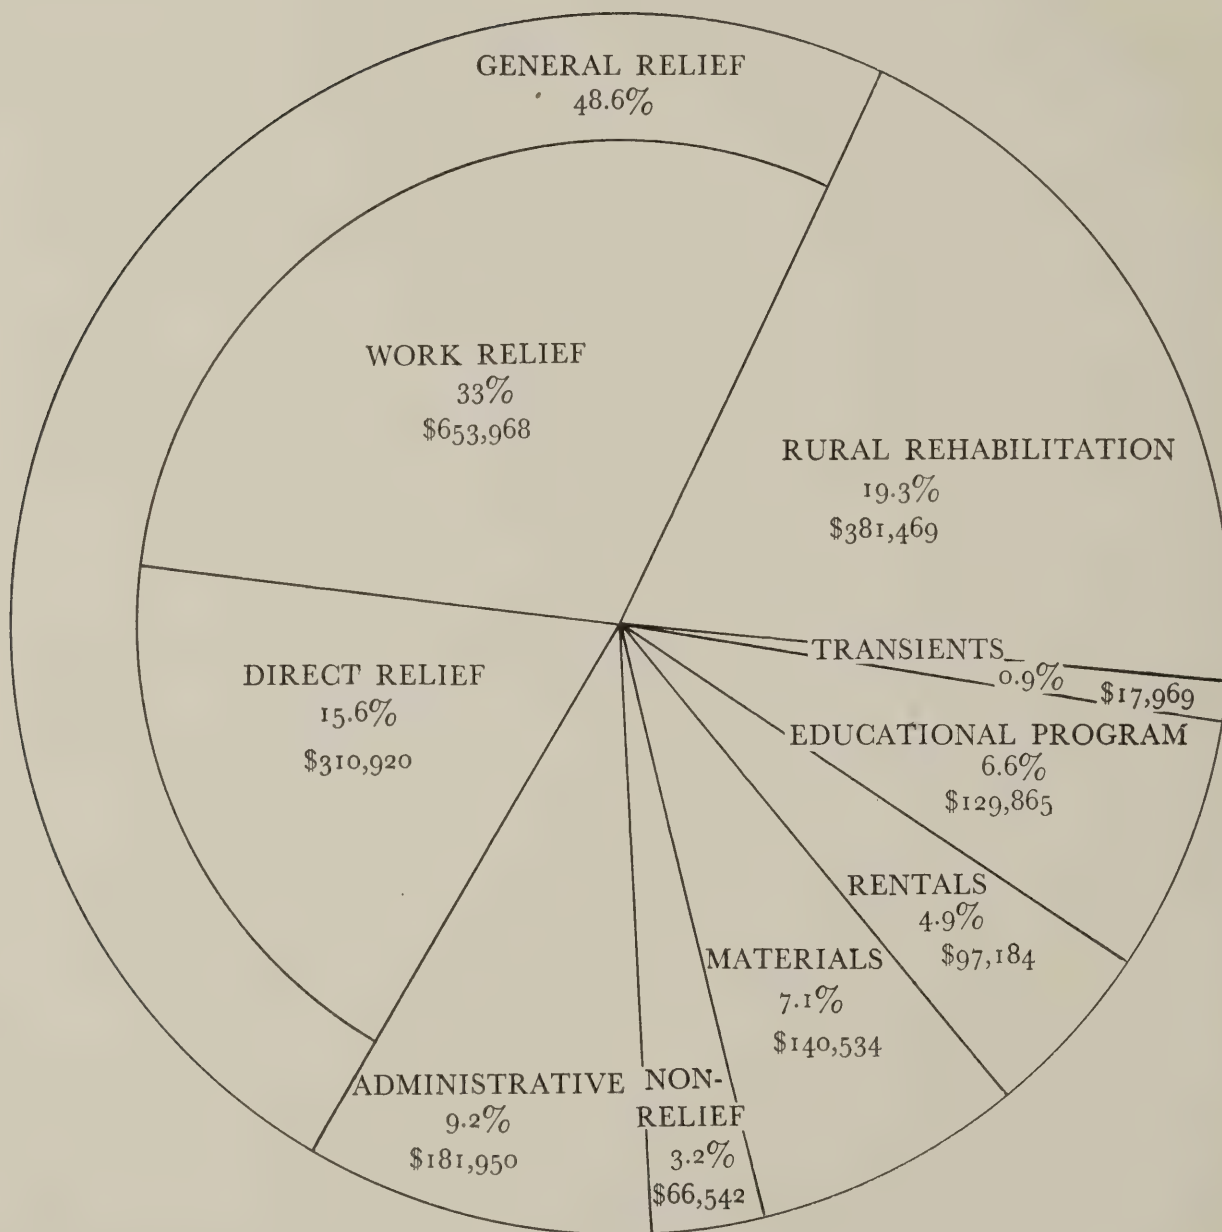 GENERAL RELIEF
48.6%
WORK RELIEF
33%
$653,968
RURAL REHABILITATION
19.3%
$381,469
TRANSIENTS
0.9%
$17,969
DIRECT RELIEF
15.6%
$310,920
EDUCATIONAL PROGRAM
6.6%
$129,865
RENTALS
4.9%
$97,184
MATERIALS
7.1%
$140,534
ADMINISTRATIVE
9.2%
$181,950
NON-
RELIEF
3.2%
$66,542